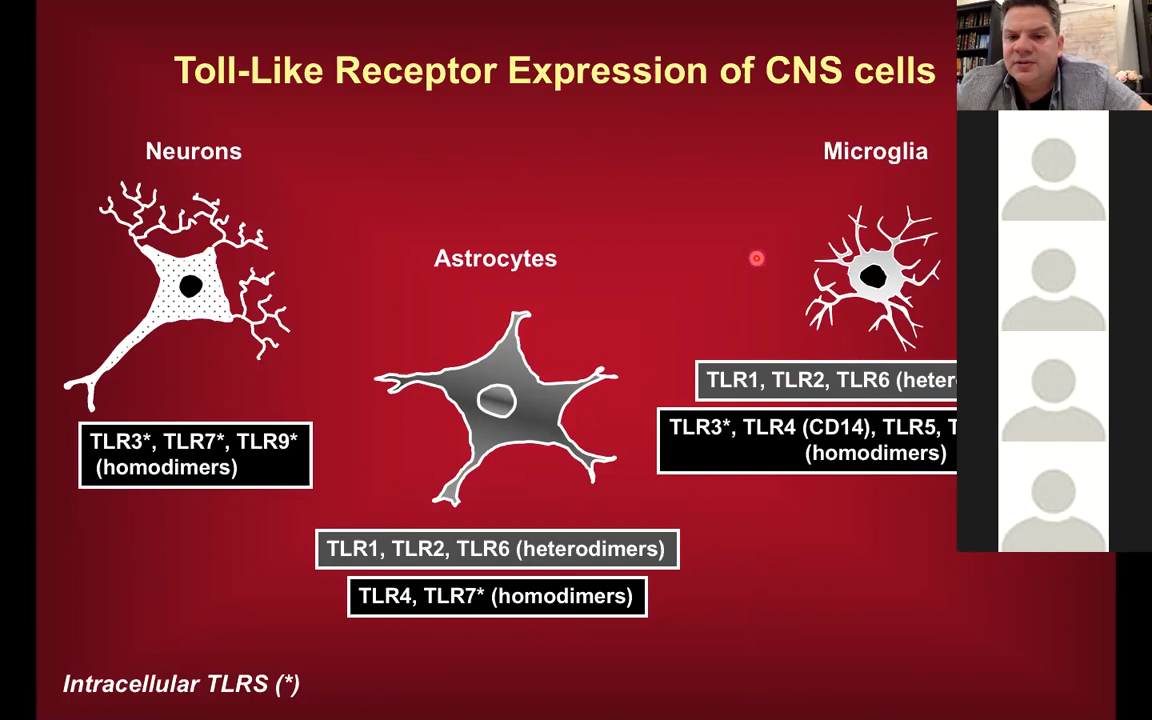 Toll-Like Receptor Expression of CNS cells
Neurons
Microglia
Astrocytes
TLR1, TLR2, TLR6
TLR3*, TLR4 (CD14), TLR5,
(homodimers)
TLR3*, TLR7*, TLR9*
(homodimers)
TLR1, TLR2, TLR6 (heterodimers)
TLR4, TLR7* (homodimers)
Intracellular TLRS (*)